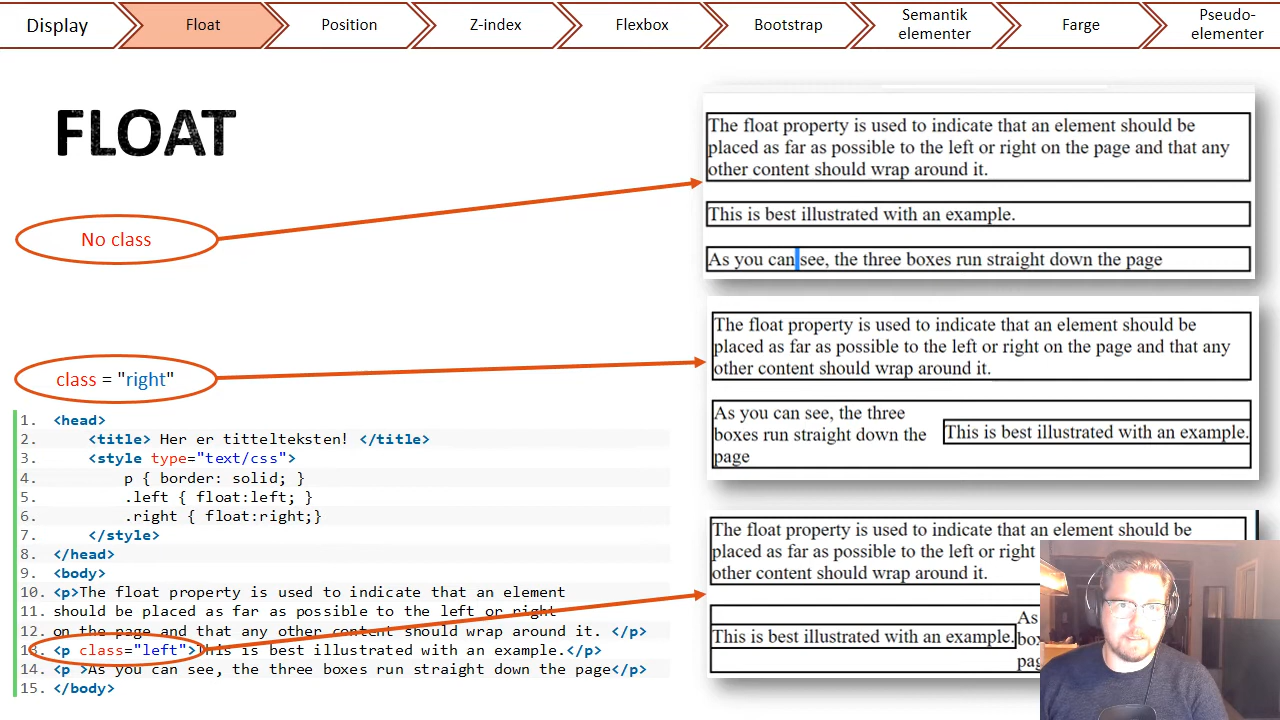 Display
Float
Position
Z-index
Flexbox
Bootstrap
Semantik
elementer
Farge
Pseudo-
elementer
FLOAT
No class
class = "right"
1. <head>
2. <title> Her er tittelteksten! </title>
3. <style type="text/css">
4. p { border: solid; }
5. .left { float:left; }
6. .right { float:right;}
7. </style>
8. </head>
9. <body>
10. <p>The float property is used to indicate that an element
11. should be placed as far as possible to the left or right
12. on the page and that any other content should wrap around it. </p>
13. <p class="left">This is best illustrated with an example.</p>
14. <p >As you can see, the three boxes run straight down the page</p>
15. </body>
The float property is used to indicate that an element should be
placed as far as possible to the left or right on the page and that any
other content should wrap around it.
This is best illustrated with an example.
As you can see, the three boxes run straight down the page
The float property is used to indicate that an element should be
placed as far as possible to the left or right on the page and that any
other content should wrap around it.
As you can see, the three
boxes run straight down the
page
This is best illustrated with an example.
The float property is used to indicate that an element should be
placed as far as possible to the left or right
other content should wrap around it.
This is best illustrated with an example.
As